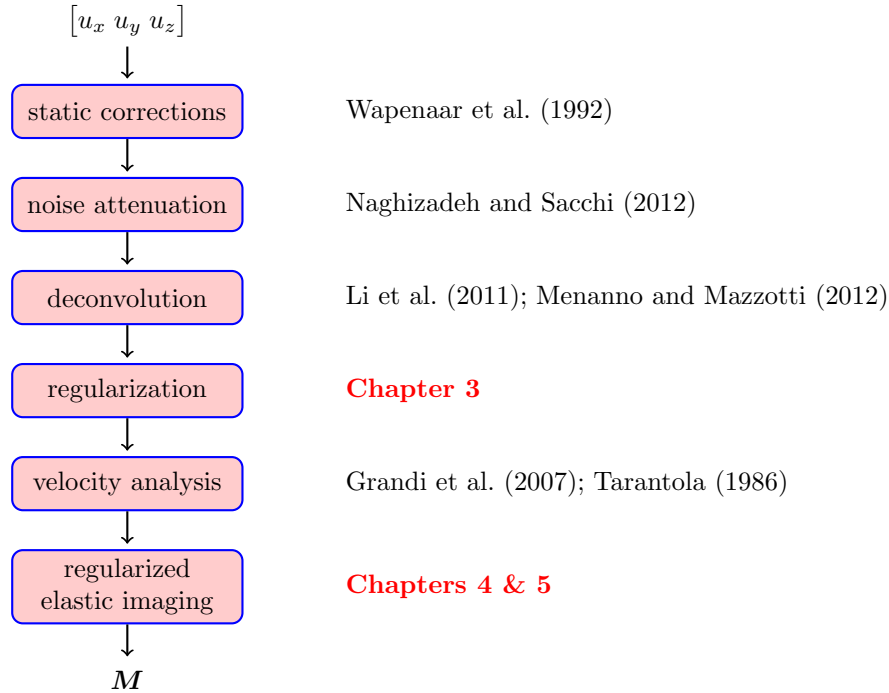 [u_x u_y u_z]
static corrections
Wapenaar et al. (1992)
noise attenuation
Naghizadeh and Sacchi (2012)
deconvolution
Li et al. (2011); Menanno and Mazzotti (2012)
regularization
Chapter 3
velocity analysis
Grandi et al. (2007); Tarantola (1986)
regularized
elastic imaging
Chapters 4 & 5
M